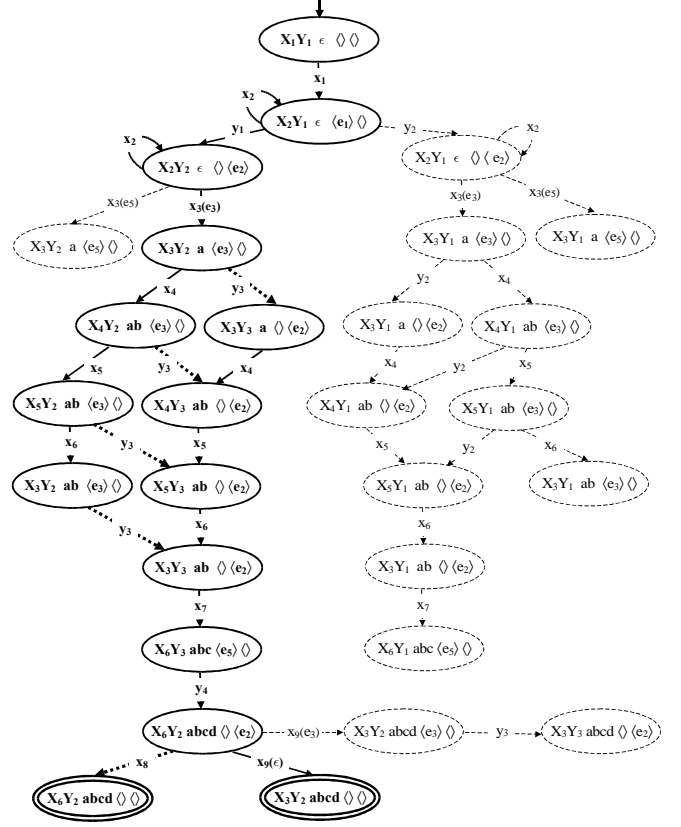 X₁Y₁ ϵ ⟨⟩ ⟨⟩
x₁
x₂
X₂Y₁ ϵ ⟨e₁⟩ ⟨⟩
y₁
y₂
x₂
x₂
X₂Y₂ ϵ ⟨⟩ ⟨e₂⟩
X₂Y₁ ϵ ⟨⟩ ⟨ e₂⟩
x₃(e₅)
x₃(e₃)
x₃(e₃)
x₃(e₅)
X₃Y₂ a ⟨e₅⟩ ⟨⟩
X₃Y₂ a ⟨e₃⟩ ⟨⟩
X₃Y₁ a ⟨e₃⟩ ⟨⟩
X₃Y₁ a ⟨e₅⟩ ⟨⟩
x₄
y₃
y₂
x₄
X₄Y₂ ab ⟨e₃⟩ ⟨⟩
X₃Y₃ a ⟨⟩ ⟨e₂⟩
X₃Y₁ a ⟨⟩ ⟨e₂⟩
X₄Y₁ ab ⟨e₃⟩ ⟨⟩
x₅
y₃
x₄
x₄
y₂
x₅
X₅Y₂ ab ⟨e₃⟩ ⟨⟩
X₄Y₃ ab ⟨⟩ ⟨e₂⟩
X₄Y₁ ab ⟨⟩ ⟨e₂⟩
X₅Y₁ ab ⟨e₃⟩ ⟨⟩
x₆
y₃
x₅
x₅
y₂
x₆
X₃Y₂ ab ⟨e₃⟩ ⟨⟩
X₅Y₃ ab ⟨⟩ ⟨e₂⟩
X₅Y₁ ab ⟨⟩ ⟨e₂⟩
X₃Y₁ ab ⟨e₃⟩ ⟨⟩
y₃
x₆
x₆
X₃Y₃ ab ⟨⟩ ⟨e₂⟩
X₃Y₁ ab ⟨⟩ ⟨e₂⟩
x₇
x₇
X₆Y₃ abc ⟨e₅⟩ ⟨⟩
X₆Y₁ abc ⟨e₅⟩ ⟨⟩
y₄
X₆Y₂ abcd ⟨⟩ ⟨e₂⟩
x₉(e₃)
X₃Y₂ abcd ⟨e₃⟩ ⟨⟩
y₃
X₃Y₃ abcd ⟨⟩ ⟨e₂⟩
x₈
x₉(ϵ)
X₆Y₂ abcd ⟨⟩ ⟨⟩
X₃Y₂ abcd ⟨⟩ ⟨⟩